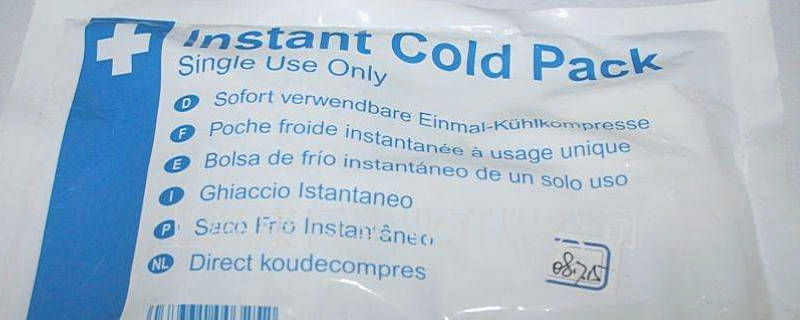 Instant Cold Pack
Single Use Only
D Sofort verwendbare Einmal-Kühlkompresse
F Poche froide instantanée à usage unique
E Bolsa de frío instantáneo de un solo uso
I Ghiaccio Istantaneo
P Saco Frio Instantâneo
NL Direct koudecompres